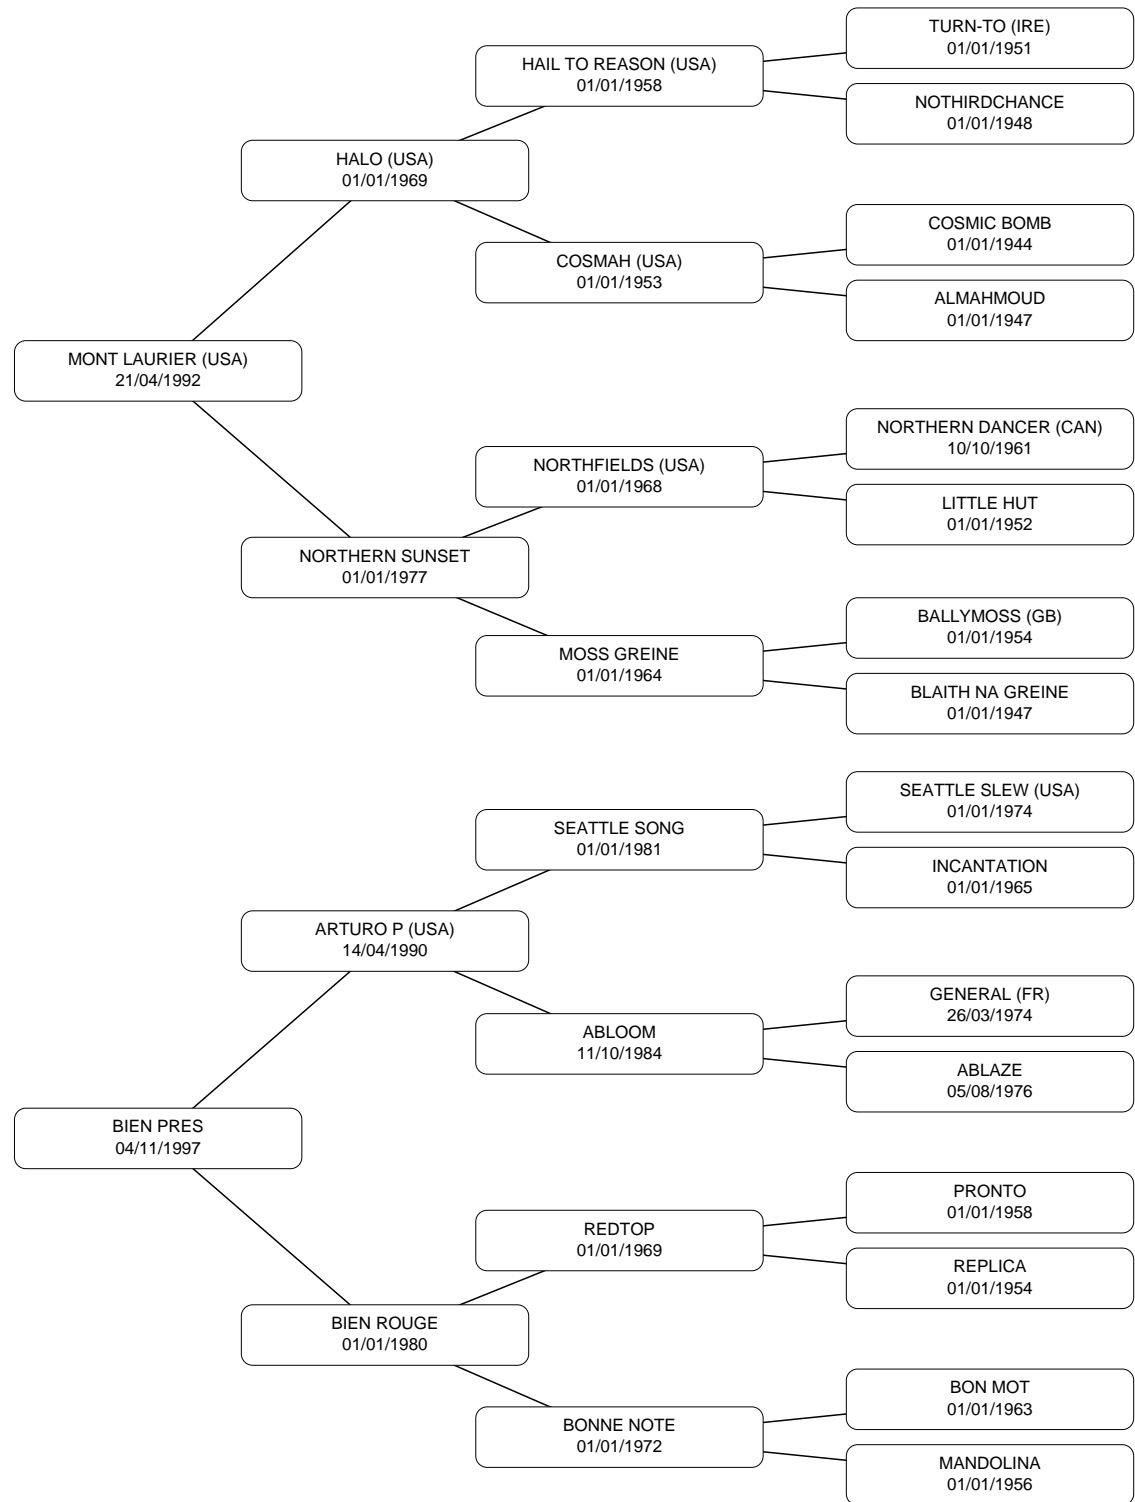 TURN-TO (IRE)
01/01/1951
HAIL TO REASON (USA)
01/01/1958
NOTHIRDCHANCE
01/01/1948
HALO (USA)
01/01/1969
COSMIC BOMB
01/01/1944
COSMAH (USA)
01/01/1953
ALMAHMOUD
01/01/1947
MONT LAURIER (USA)
21/04/1992
NORTHERN DANCER (CAN)
10/10/1961
NORTHFIELDS (USA)
01/01/1968
LITTLE HUT
01/01/1952
NORTHERN SUNSET
01/01/1977
BALLYMOSS (GB)
01/01/1954
MOSS GREINE
01/01/1964
BLAITH NA GREINE
01/01/1947
SEATTLE SLEW (USA)
01/01/1974
SEATTLE SONG
01/01/1981
INCANTATION
01/01/1965
ARTURO P (USA)
14/04/1990
GENERAL (FR)
26/03/1974
ABLOOM
11/10/1984
ABLAZE
05/08/1976
BIEN PRES
04/11/1997
PRONTO
01/01/1958
REDTOP
01/01/1969
REPLICA
01/01/1954
BIEN ROUGE
01/01/1980
BON MOT
01/01/1963
BONNE NOTE
01/01/1972
MANDOLINA
01/01/1956